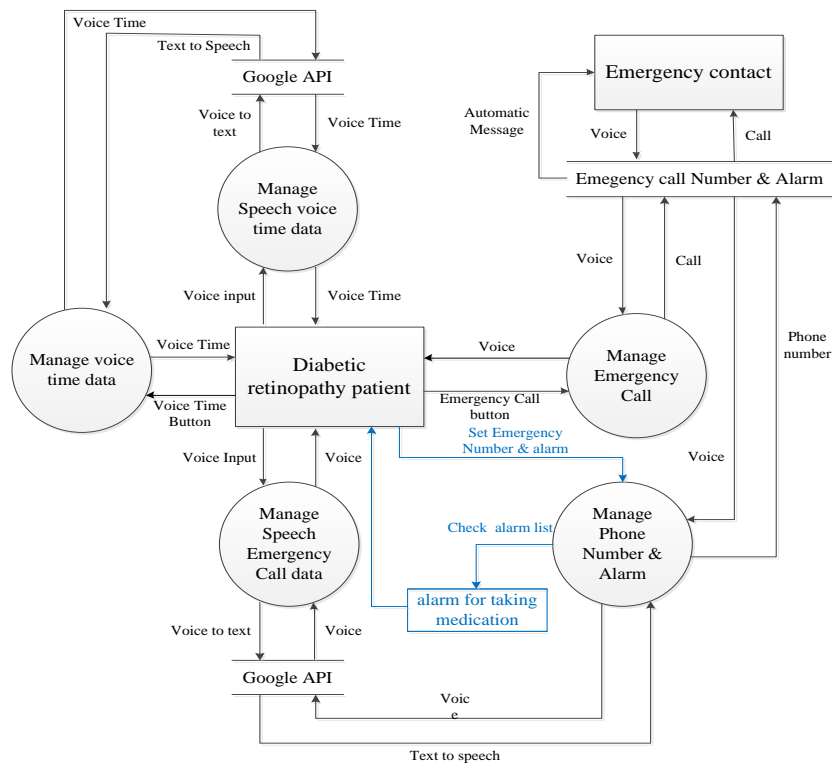 Voice Time
Text to Speech
Google API
Voice to
text
Voice Time
Manage
Speech voice
time data
Voice input
Voice Time
Manage voice
time data
Voice Time
Voice Time
Button
Diabetic
retinopathy patient
Voice Input
Voice
Manage
Speech
Emergency
Call data
Voice to text
Voice
Google API
Emergency contact
Automatic
Message
Voice
Call
Emegency call Number & Alarm
Voice
Call
Phone
number
Voice
Manage
Emergency
Call
Emergency Call
button
Set Emergency
Number & alarm
Voice
Check alarm list
Manage
Phone
Number &
Alarm
alarm for taking
medication
Voic
e
Text to speech